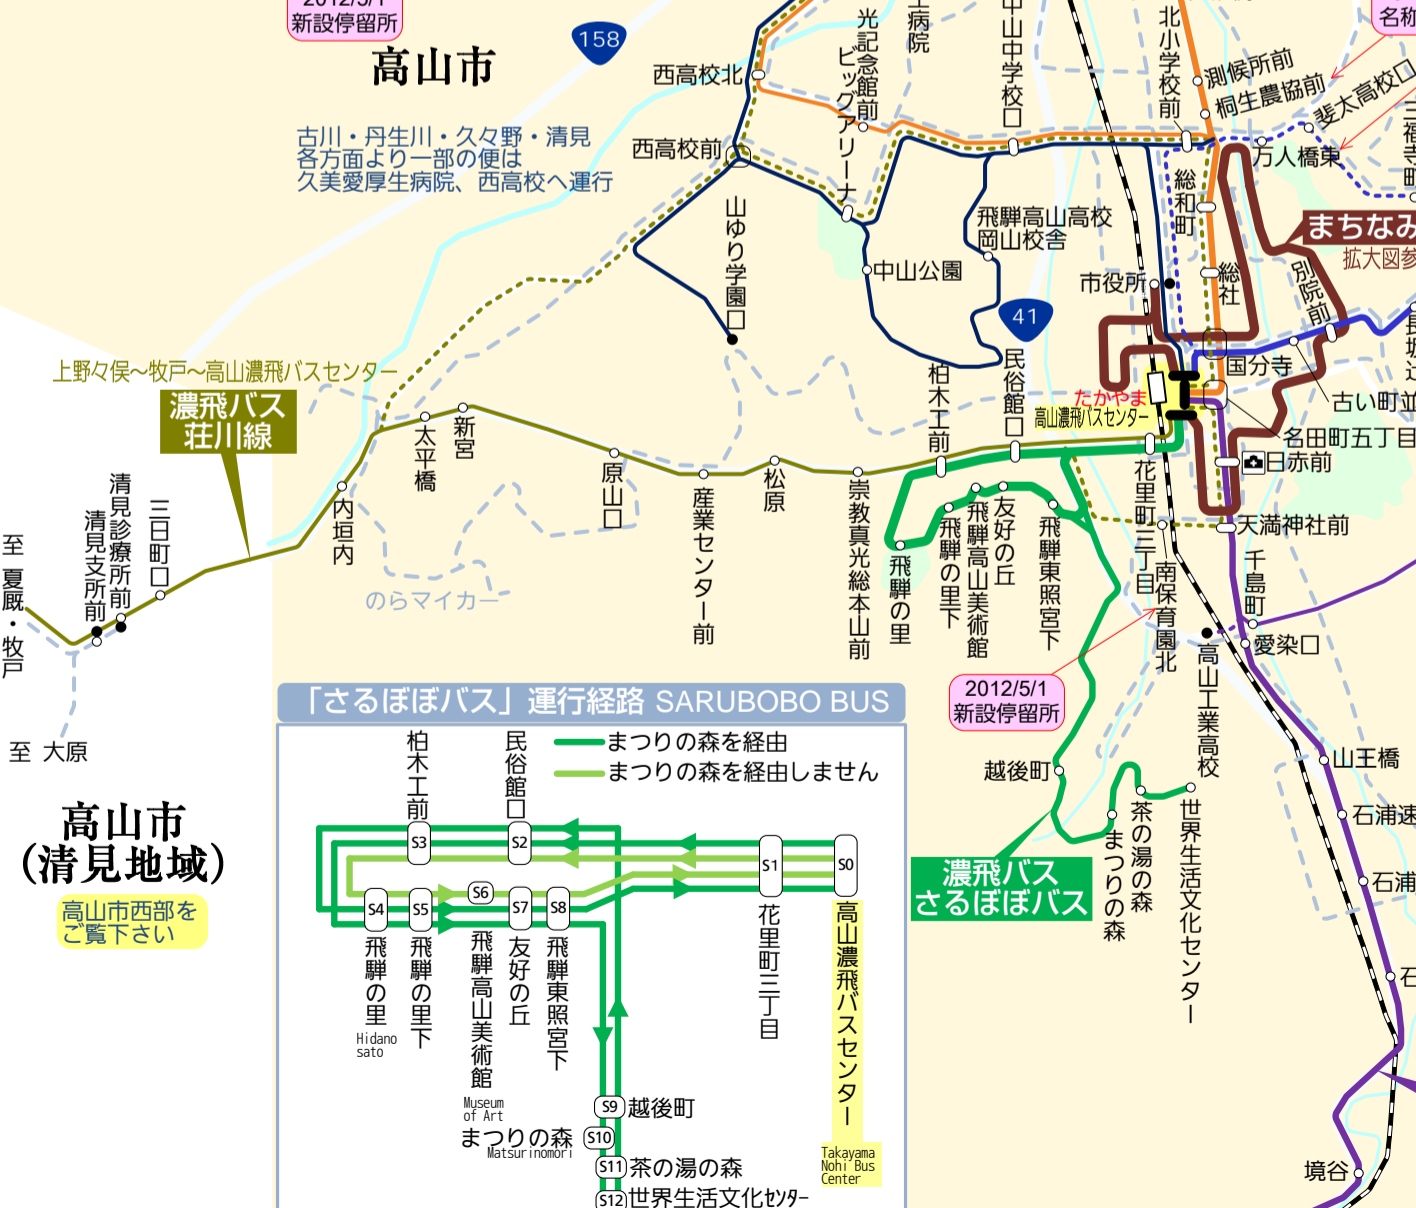 2012/5/1
新設停留所
高山市
158
古川・丹生川・久々野・清見
各方面より一部の便は
久美愛厚生病院、西高校へ運行
西高校北
西高校前
光記念館前
ビッグアリーナ
中山中学校口
北小学校前
測候所前
桐生農協前
斐太高校口
万人橋東
三福寺町
名称
総和町
総社
まちなみ
拡大図参
別院前
山ゆり学園口
中山公園
飛騨高山高校
岡山校舎
市役所
41
国分寺
古い町並
名田町五丁目
日赤前
天満神社前
たかやま
高山濃飛バスセンター
上野々俣〜牧戸〜高山濃飛バスセンター
濃飛バス
荘川線
柏木工前
民俗館口
新宮
太平橋
原山口
産業センター前
松原
崇教真光総本山前
内垣内
三日町口
清見診療所前
清見支所前
至 夏厩・牧戸
至 大原
のらマイカー
飛騨の里
飛騨の里下
飛騨高山美術館
友好の丘
飛騨東照宮下
花里町三丁目
南保育園北
千島町
愛染口
高山工業高校
2012/5/1
新設停留所
山王橋
石浦速
石浦
石
境谷
越後町
まつりの森
茶の湯の森
世界生活文化センター
濃飛バス
さるぼぼバス
高山市
(清見地域)
高山市西部を
ご覧下さい
「さるぼぼバス」運行経路 SARUBOBO BUS
まつりの森を経由
まつりの森を経由しません
柏木工前
民俗館口
S3
S2
S1
S0
S4
S5
S6
S7
S8
飛騨の里
Hidano
sato
飛騨の里下
飛騨高山美術館
Museum
of Art
友好の丘
飛騨東照宮下
花里町三丁目
高山濃飛バスセンター
Takayama
Nohi Bus
Center
S9 越後町
まつりの森 S10
Matsurinomori
S11 茶の湯の森
S12 世界生活文化センター